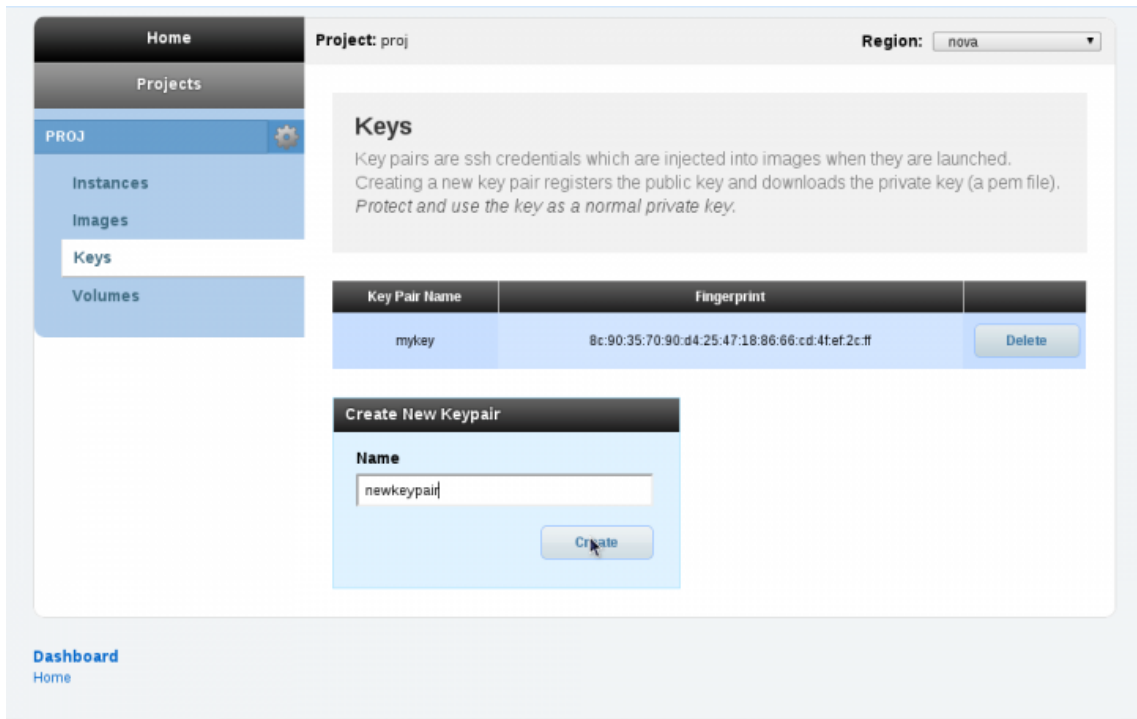 Home
Project: proj
Region: nova
Projects
PROJ
Instances
Images
Keys
Volumes
Keys
Key pairs are ssh credentials which are injected into images when they are launched.
Creating a new key pair registers the public key and downloads the private key (a pem file).
Protect and use the key as a normal private key.
Key Pair Name Fingerprint
mykey 8c:90:35:70:90:d4:25:47:18:86:66:cd:4f:ef:2c:ff Delete
Create New Keypair
Name
newkeypair
Create
Dashboard
Home